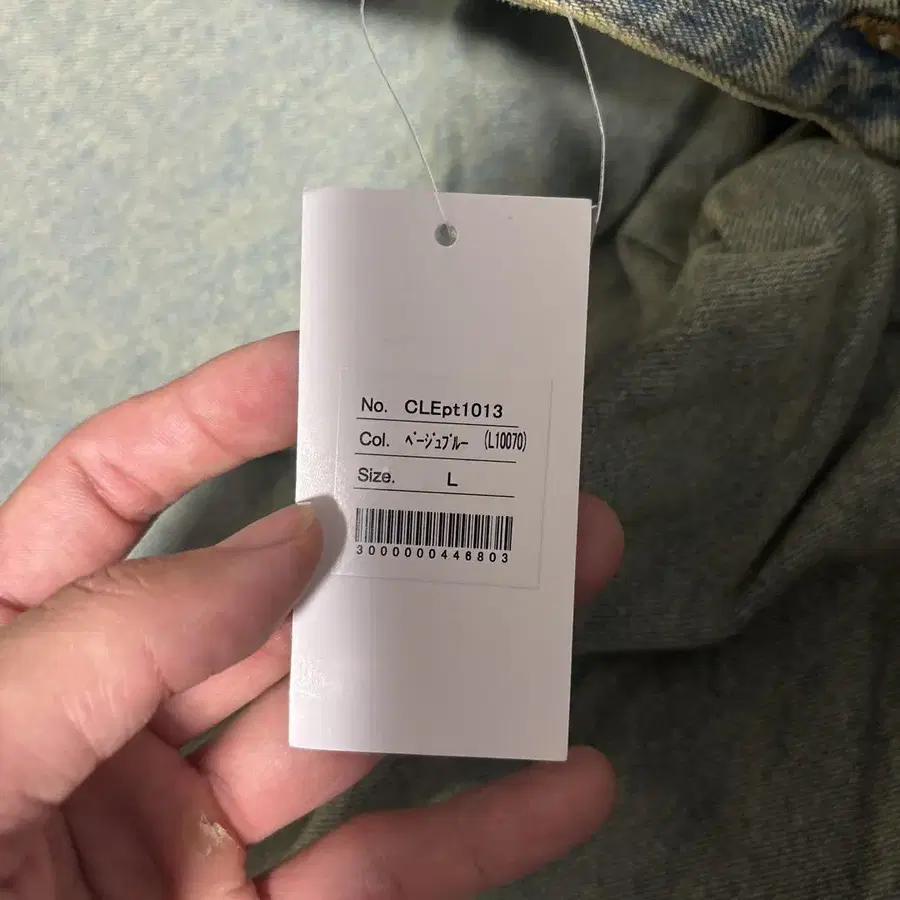 No. CLEpt1013
Col. ﾍﾞｰｼﾞｭﾌﾞﾙｰ (L10070)
Size. L
3000000446803